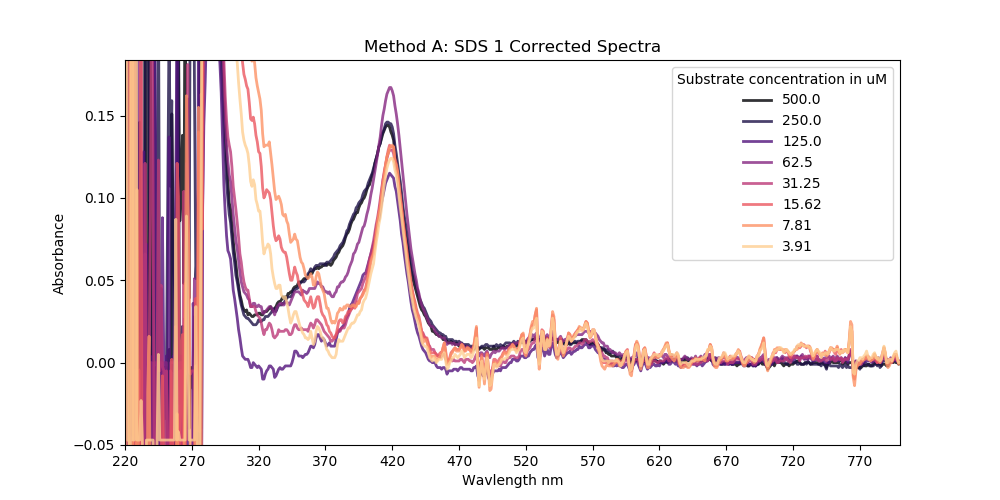 Method A: SDS 1 Corrected Spectra
Substrate concentration in uM
500.0
250.0
125.0
62.5
31.25
15.62
7.81
3.91
Absorbance
0.15
0.10
0.05
0.00
−0.05
220 270 320 370 420 470 520 570 620 670 720 770
Wavlength nm